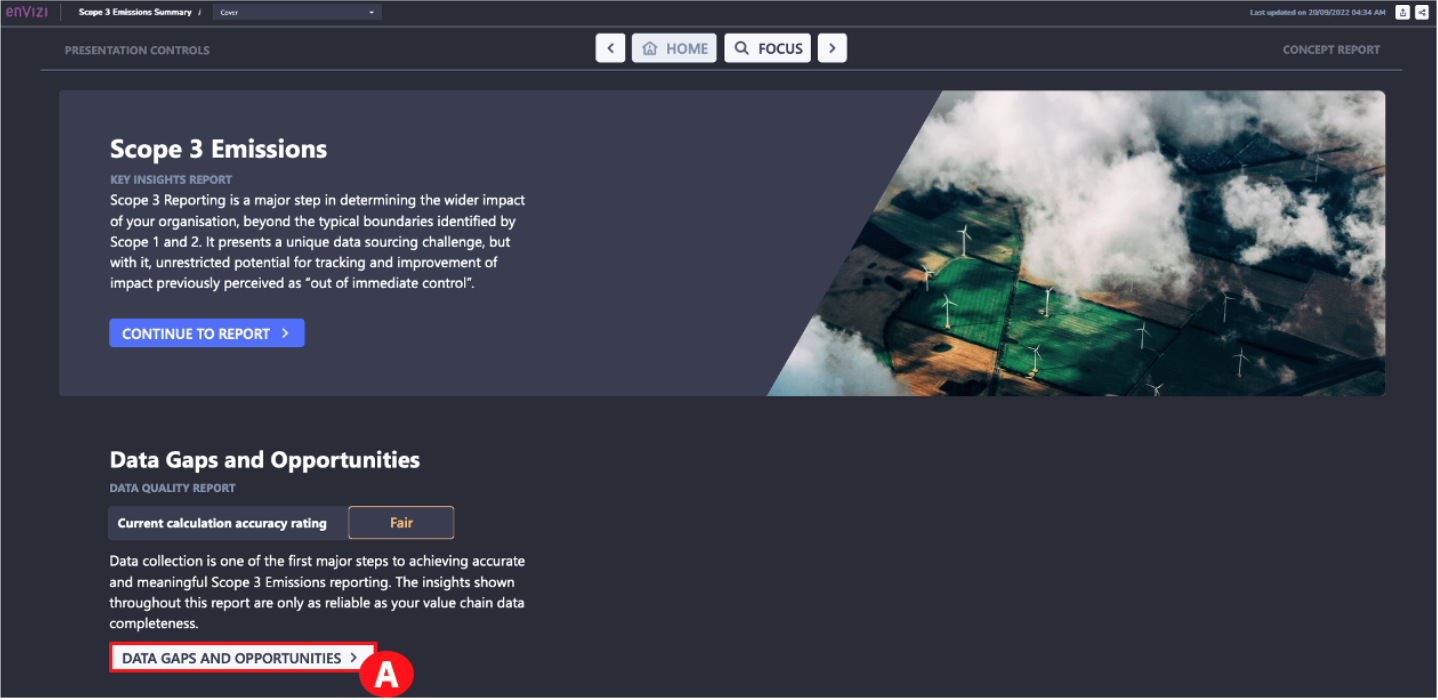 enVIZI
Scope 3 Emissions Summary i
Cover
Last updated on 20/09/2022 04:34 AM
PRESENTATION CONTROLS
HOME
FOCUS
CONCEPT REPORT
Scope 3 Emissions
KEY INSIGHTS REPORT
Scope 3 Reporting is a major step in determining the wider impact
of your organisation, beyond the typical boundaries identified by
Scope 1 and 2. It presents a unique data sourcing challenge, but
with it, unrestricted potential for tracking and improvement of
impact previously perceived as “out of immediate control”.
CONTINUE TO REPORT
Data Gaps and Opportunities
DATA QUALITY REPORT
Current calculation accuracy rating
Fair
Data collection is one of the first major steps to achieving accurate
and meaningful Scope 3 Emissions reporting. The insights shown
throughout this report are only as reliable as your value chain data
completeness.
DATA GAPS AND OPPORTUNITIES
A